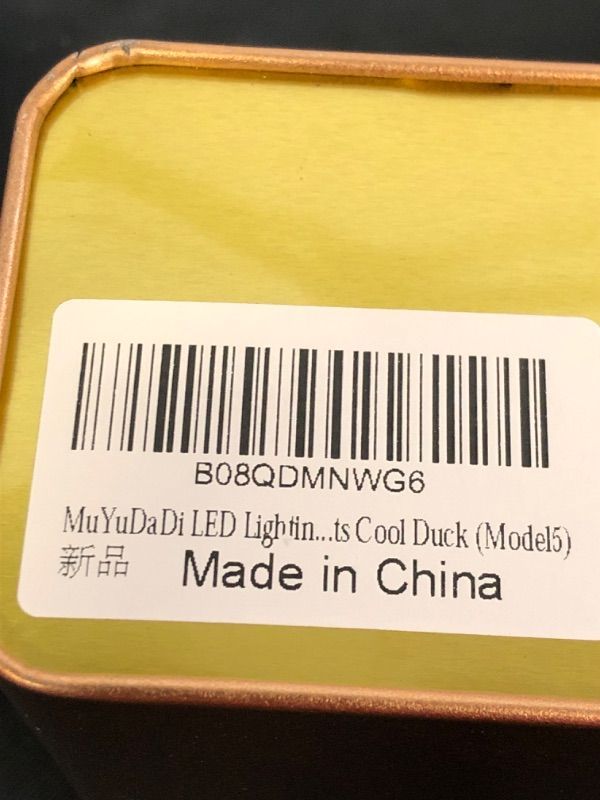 B08QDMNWG6
MuYuDaDi LED Lightin...ts Cool Duck (Model5)
新品
Made in China